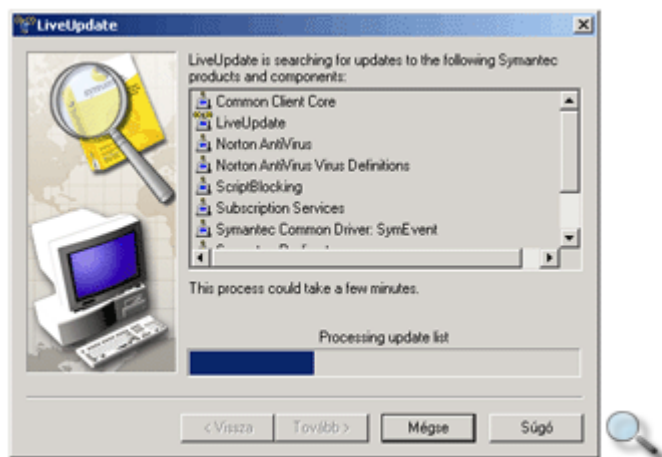 LiveUpdate
LiveUpdate is searching for updates to the following Symantec
products and components:
Common Client Core
LiveUpdate
Norton AntiVirus
Norton AntiVirus Virus Definitions
ScriptBlocking
Subscription Services
Symantec Common Driver: SymEvent
This process could take a few minutes.
Processing update list
< Vissza Tovább > Mégse Súgó